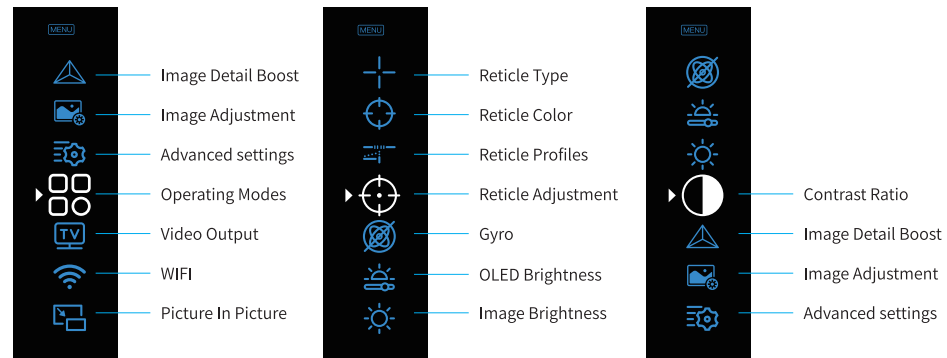 MENU
Image Detail Boost
Image Adjustment
Advanced settings
Operating Modes
TV
Video Output
WIFI
Picture In Picture
MENU
Reticle Type
Reticle Color
Reticle Profiles
Reticle Adjustment
Gyro
OLED Brightness
Image Brightness
MENU
Contrast Ratio
Image Detail Boost
Image Adjustment
Advanced settings